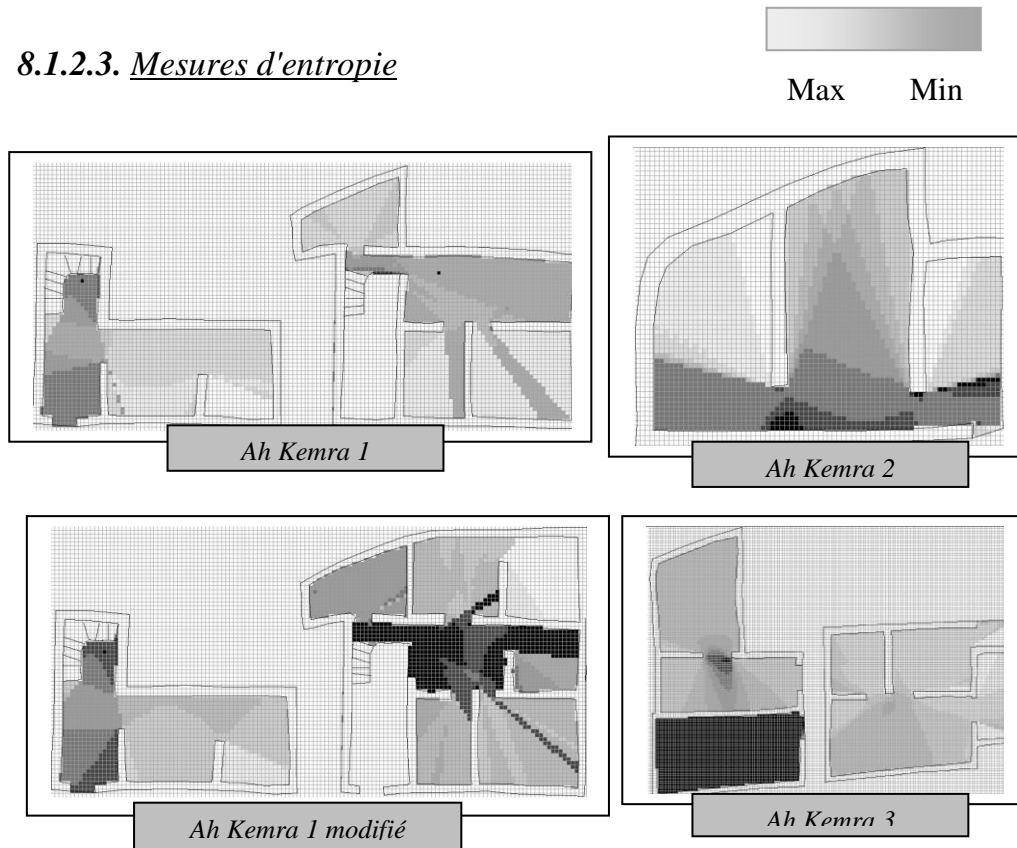 8.1.2.3. Mesures d'entropie
Max Min
Ah Kemra 1
Ah Kemra 2
Ah Kemra 1 modifié
Ah Kemra 3